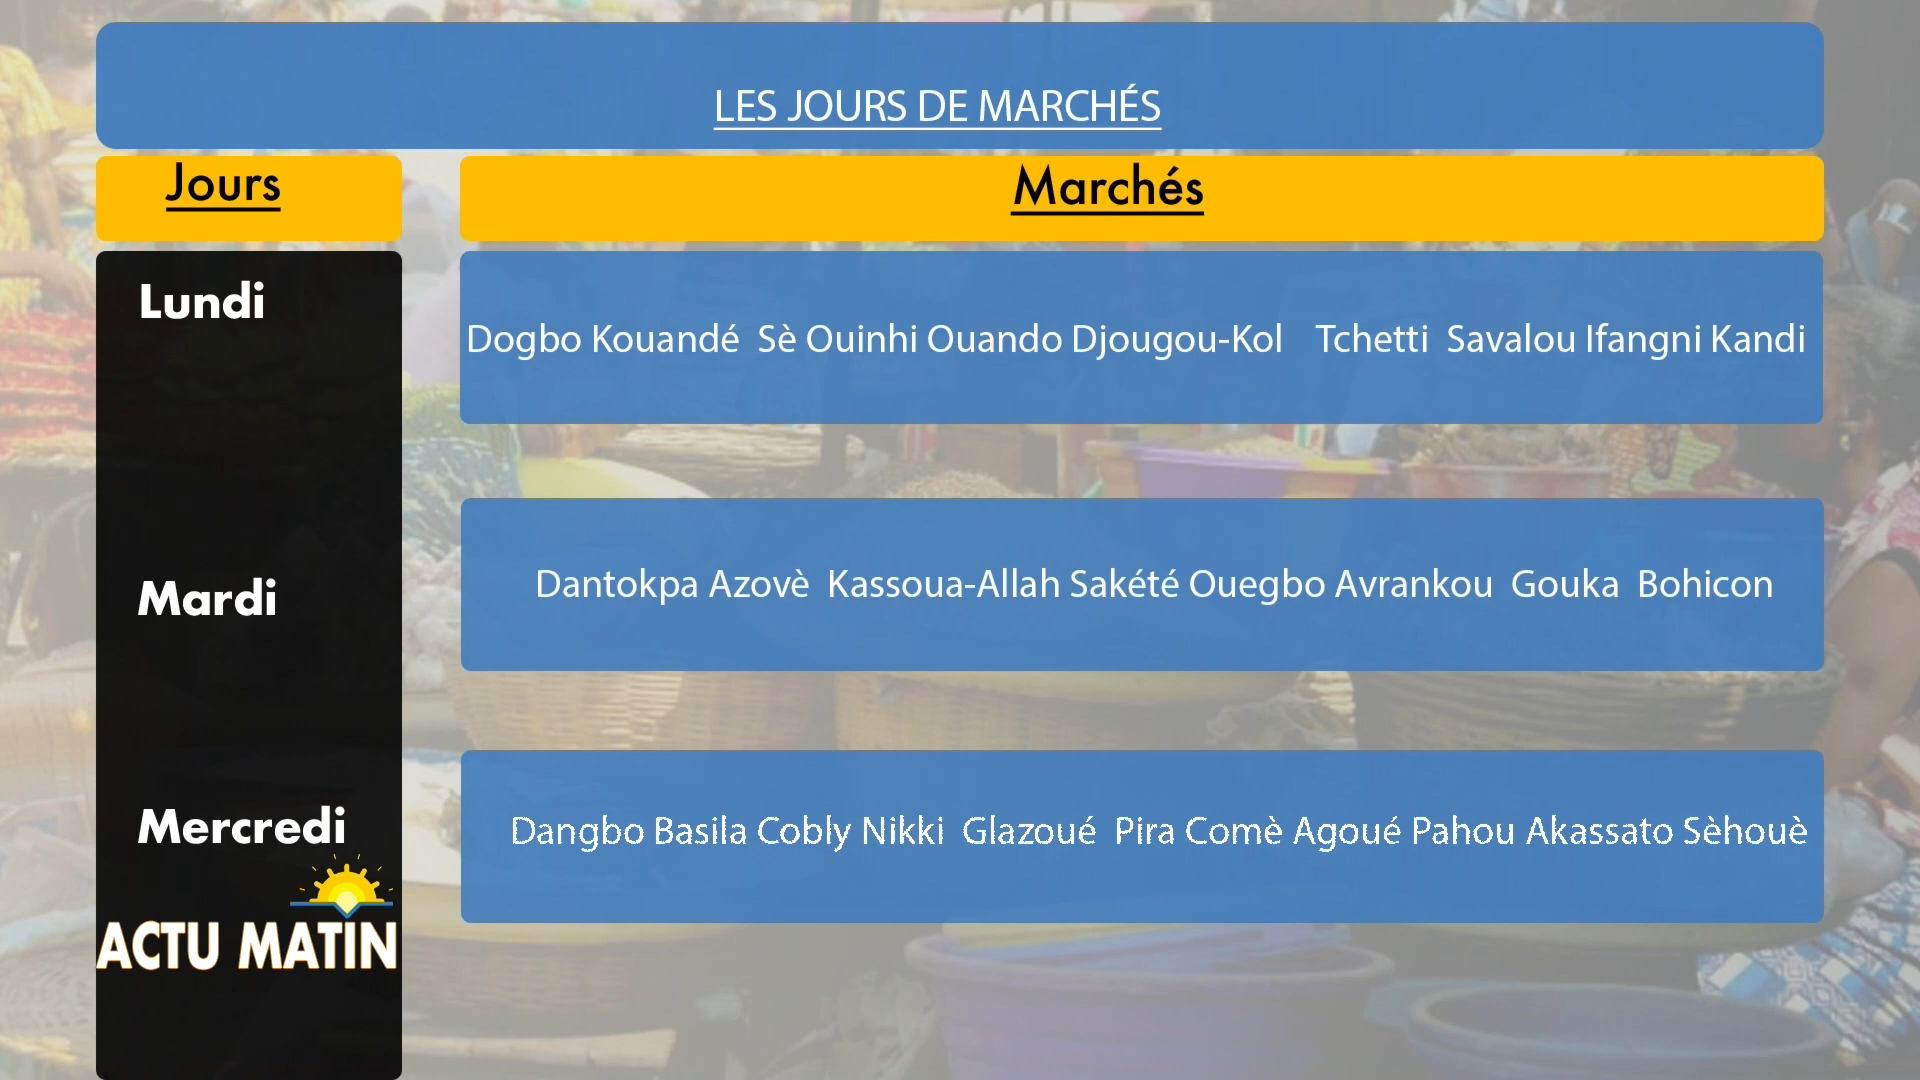 LES JOURS DE MARCHÉS
Jours
Marchés
Lundi
Dogbo Kouandé Sè Ouinhi Ouando Djougou-Kol Tchetti Savalou Ifangni Kandi
Mardi
Dantokpa Azovè Kassoua-Allah Sakété Ouegbo Avrankou Gouka Bohicon
Mercredi
Dangbo Basila Cobly Nikki Glazoué Pira Comè Agoué Pahou Akassato Sèhouè
ACTU MATIN